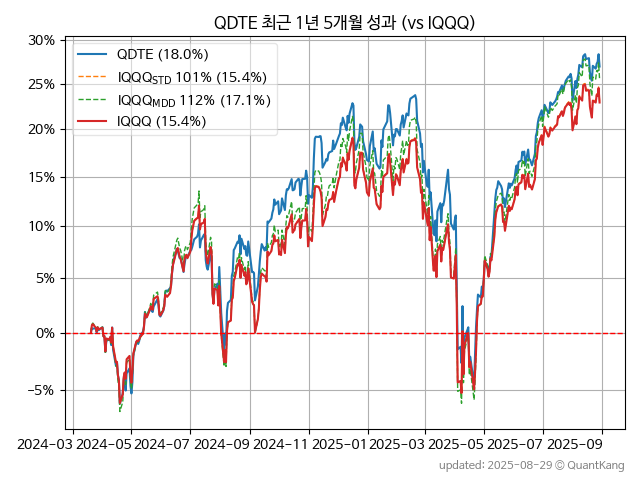 QDTE 최근 1년 5개월 성과 (vs IQQQ)
30%
25%
20%
15%
10%
5%
0%
−5%
QDTE (18.0%)
IQQQSTD 101% (15.4%)
IQQQMDD 112% (17.1%)
IQQQ (15.4%)
2024−03 2024−05 2024−07 2024−09 2024−11 2025−01 2025−03 2025−05 2025−07 2025−09
updated: 2025-08-29 © QuantKang